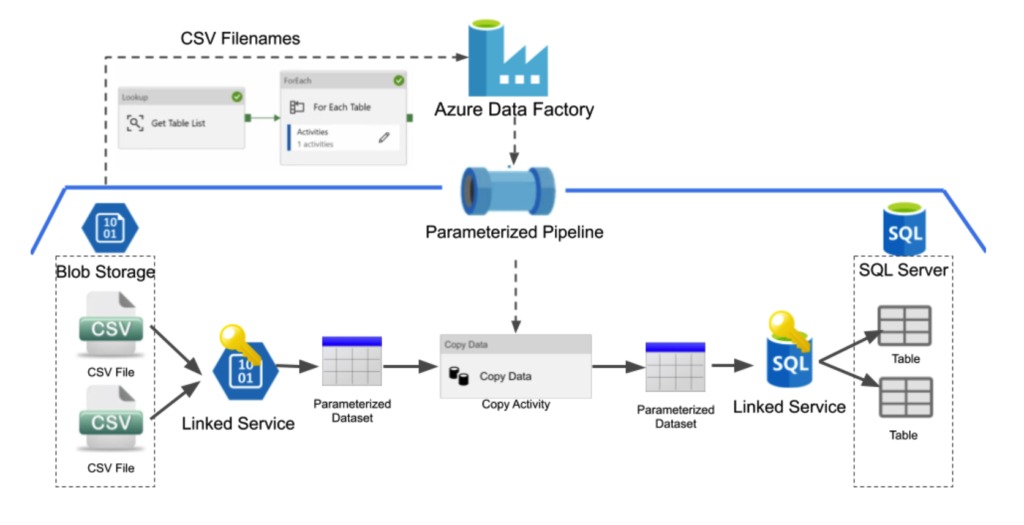 CSV Filenames
Lookup
Get Table List
ForEach
For Each Table
Activities
1 activities
Azure Data Factory
Parameterized Pipeline
10
01
Blob Storage
CSV
CSV File
CSV
CSV File
10
01
Linked Service
Parameterized
Dataset
Copy Data
Copy Data
Copy Activity
Parameterized
Dataset
SQL
Linked Service
SQL
SQL Server
Table
Table